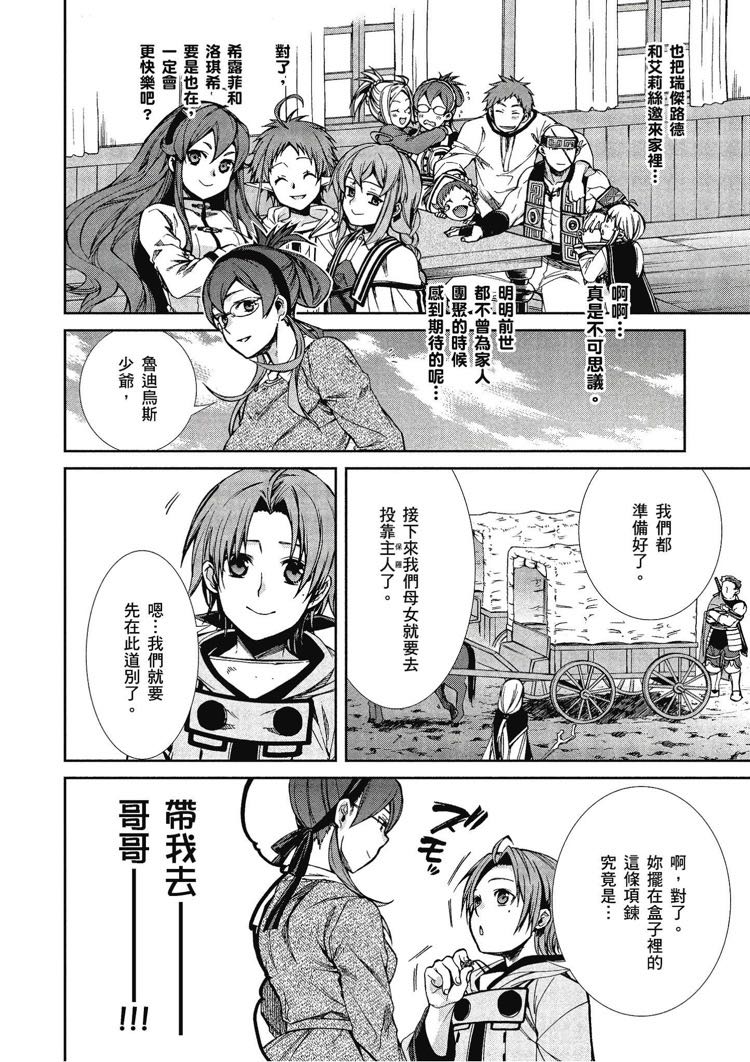 也把瑞傑路德
和艾莉絲邀來家裡…
對了，
希露菲和
洛琪希
要是也在，
一定會
更快樂吧？
啊啊…
真是不可思議。
明明前世
都不曾為家人
團聚的時候
感到期待的呢…
魯迪烏斯
少爺，
我們都
準備好了。
接下來我們母女就要去
投靠主人了。
保羅
嗯…我們就要
先在此道別了。
啊，對了。
妳擺在盒子裡的
這條項鍊
究竟是…
ズズモ
帶我去——
哥哥——!!!